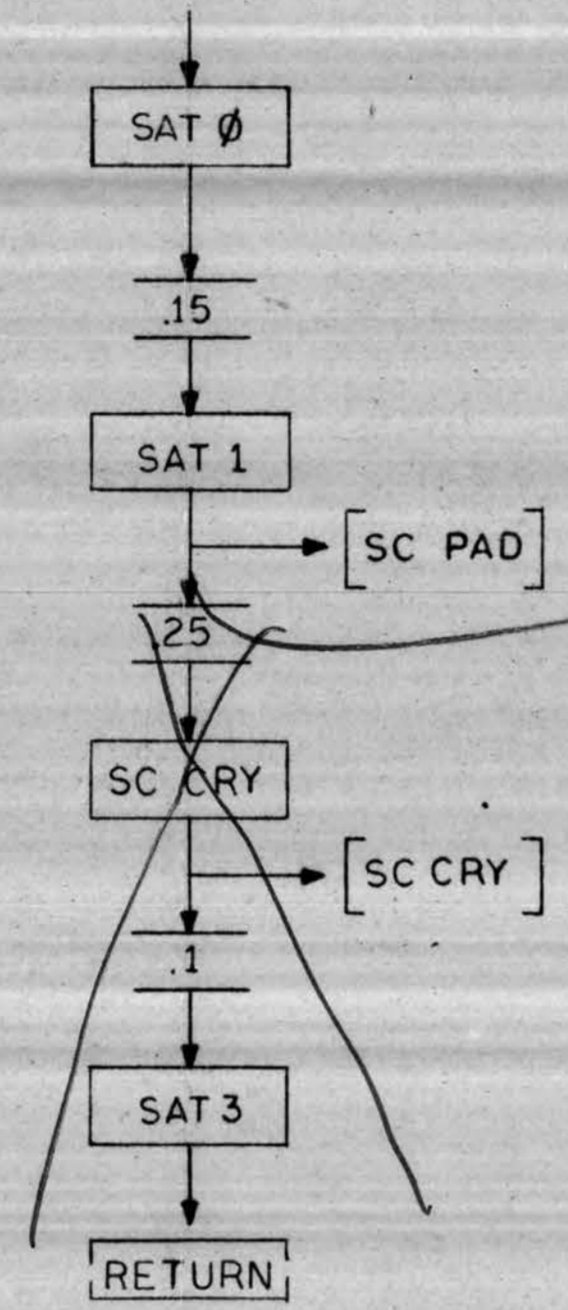 SAT Ø
.15
SAT 1
SC PAD
.25
SC CRY
SC CRY
.1
SAT 3
RETURN